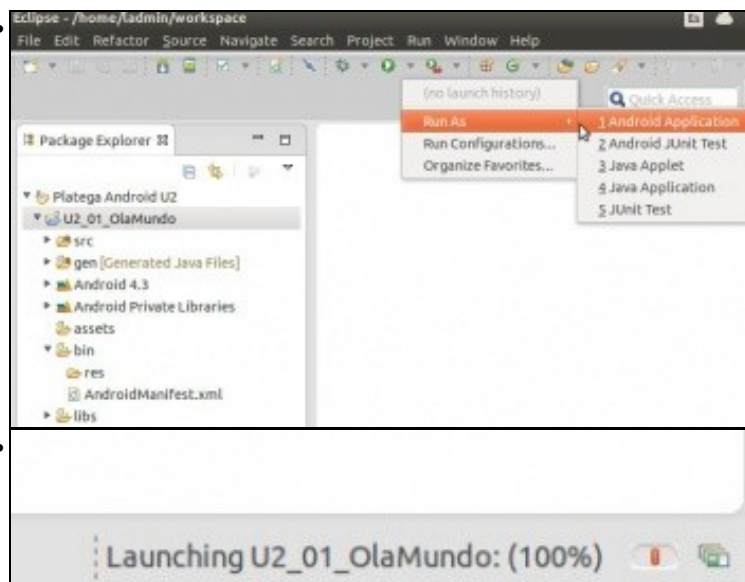 Eclipse - /home/ladmin/workspace
File Edit Refactor Source Navigate Search Project Run Window Help
(no launch history)
Quick Access
Run As
1 Android Application
Run Configurations...
2 Android JUnit Test
Organize Favorites...
3 Java Applet
4 Java Application
5 JUnit Test
Package Explorer
Platega Android U2
U2_01_OlaMundo
src
gen [Generated Java Files]
Android 4.3
Android Private Libraries
assets
bin
res
AndroidManifest.xml
libs
Launching U2_01_OlaMundo: (100%)